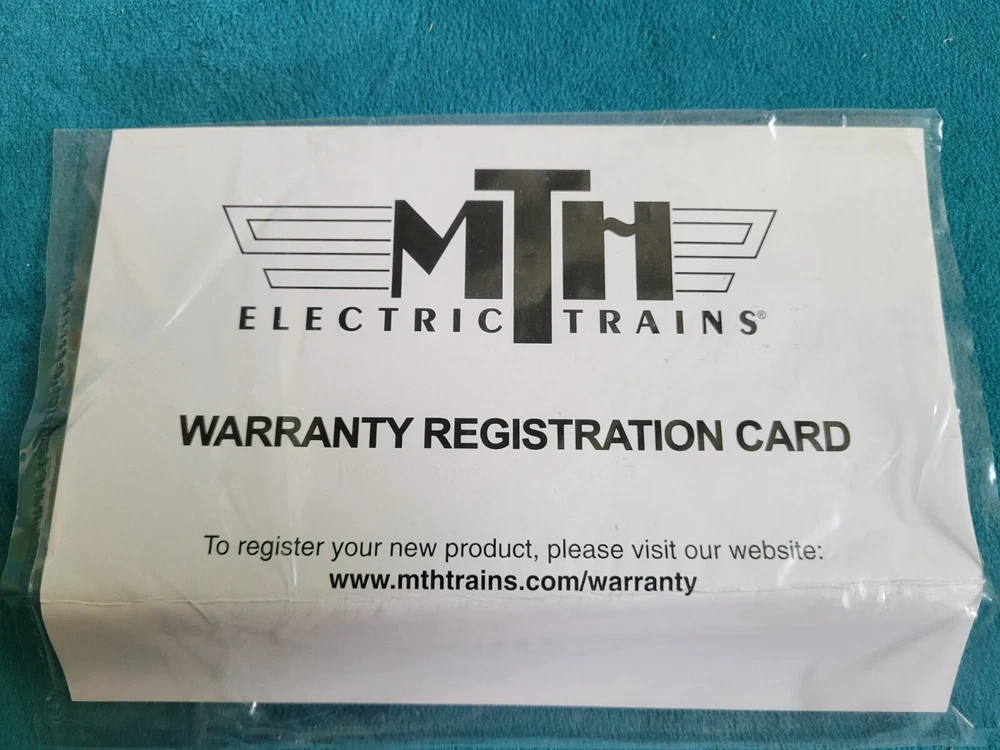 MTH
ELECTRIC TRAINS®
WARRANTY REGISTRATION CARD
To register your new product, please visit our website:
www.mthtrains.com/warranty